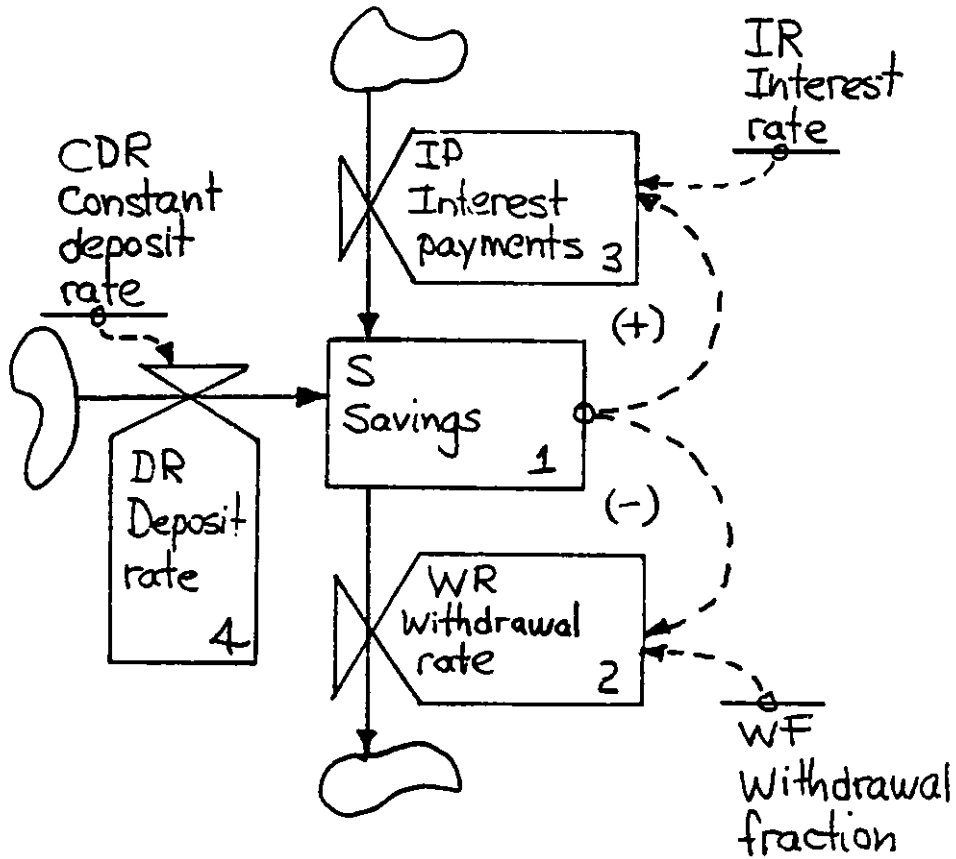 IR
Interest
rate
CDR
Constant
deposit
rate
IP
Interest
payments
3
(+)
S
Savings
1
DR
Deposit
rate
4
(-)
WR
Withdrawal
rate
2
WF
Withdrawal
fraction